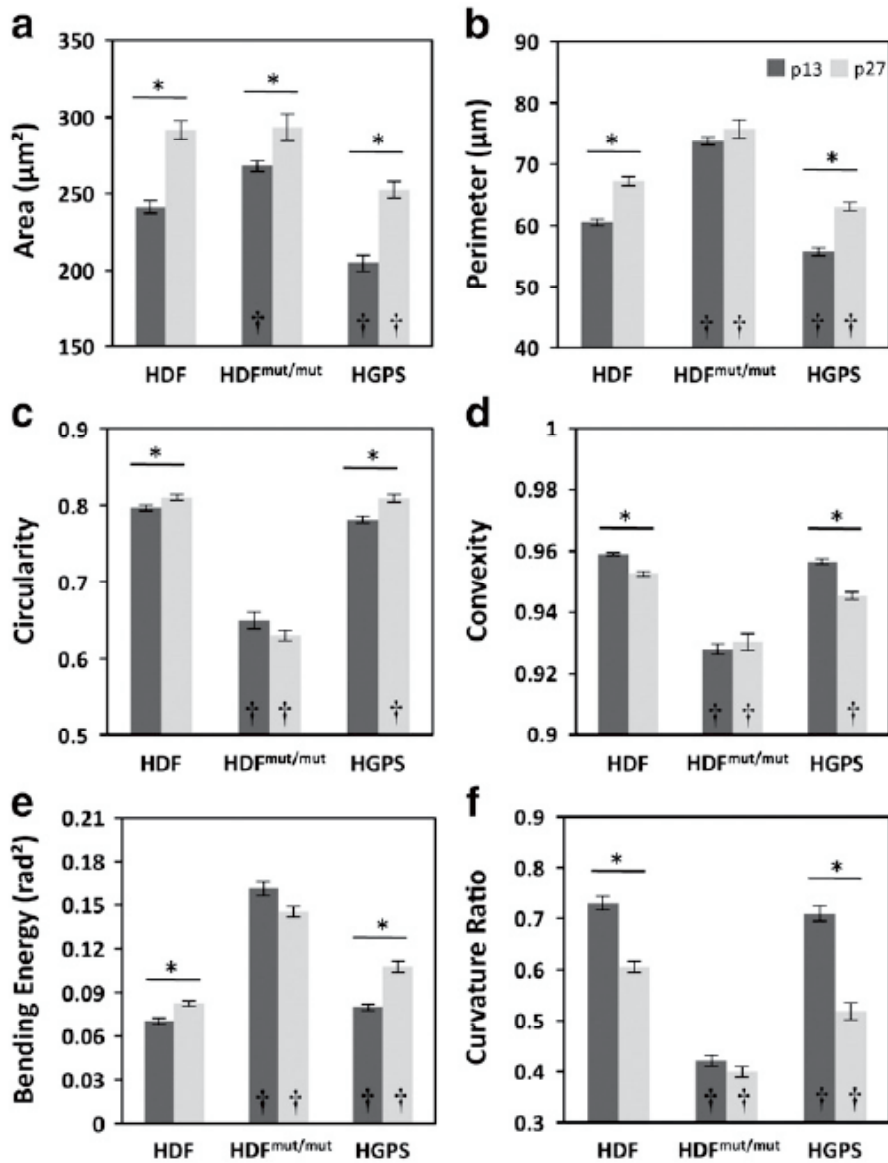 a
Area (µm²)
350
300
250
200
150
*
*
*
†
†
†
HDF
HDFmut/mut
HGPS
b
Perimeter (µm)
90
80
70
60
50
40
p13
p27
*
*
†
†
†
†
HDF
HDFmut/mut
HGPS
c
Circularity
0.9
0.8
0.7
0.6
0.5
*
*
†
†
†
HDF
HDFmut/mut
HGPS
d
Convexity
1
0.98
0.96
0.94
0.92
0.9
*
*
†
†
†
HDF
HDFmut/mut
HGPS
e
Bending Energy (rad²)
0.21
0.18
0.15
0.12
0.09
0.06
0.03
0
*
*
†
†
†
†
HDF
HDFmut/mut
HGPS
f
Curvature Ratio
0.9
0.8
0.7
0.6
0.5
0.4
0.3
*
*
†
†
†
†
HDF
HDFmut/mut
HGPS